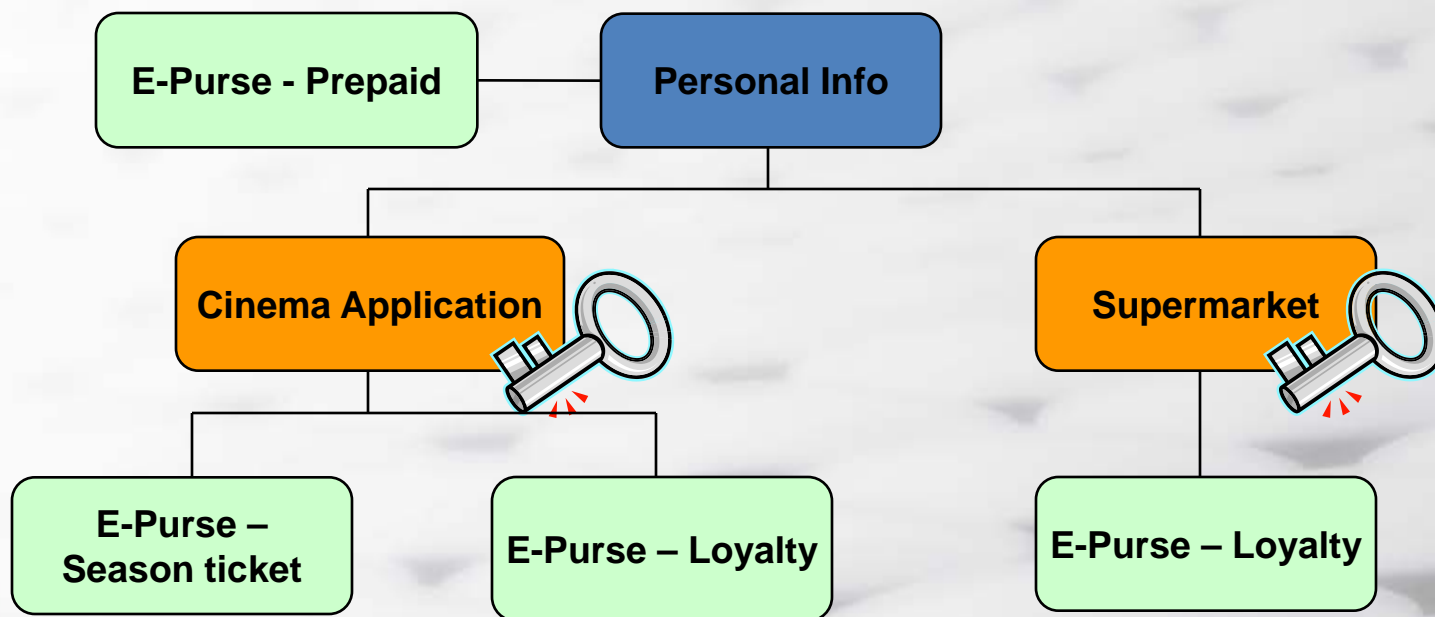 E-Purse - Prepaid
Personal Info
Cinema Application
Supermarket
E-Purse –
Season ticket
E-Purse – Loyalty
E-Purse – Loyalty